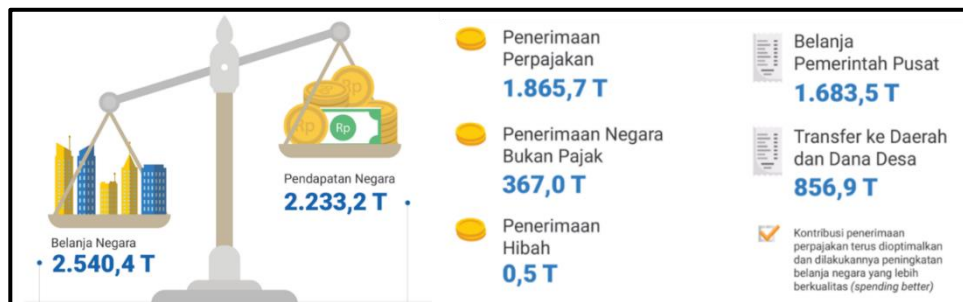 Rp
Rp
Rp
Pendapatan Negara
2.233,2 T
Belanja Negara
2.540,4 T
Penerimaan
Perpajakan
1.865,7 T
Penerimaan Negara
Bukan Pajak
367,0 T
Penerimaan
Hibah
0,5 T
Belanja
Pemerintah Pusat
1.683,5 T
Transfer ke Daerah
dan Dana Desa
856,9 T
Kontribusi penerimaan
perpajakan terus dioptimalkan
dan dilakukannya peningkatan
belanja negara yang lebih
berkualitas (spending better)